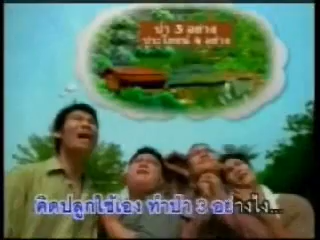 ป่า 3 อย่าง
ประโยชน์ 4 อย่าง
คิดปลูกใช้เอง ทำป่า 3 อย่างไง...